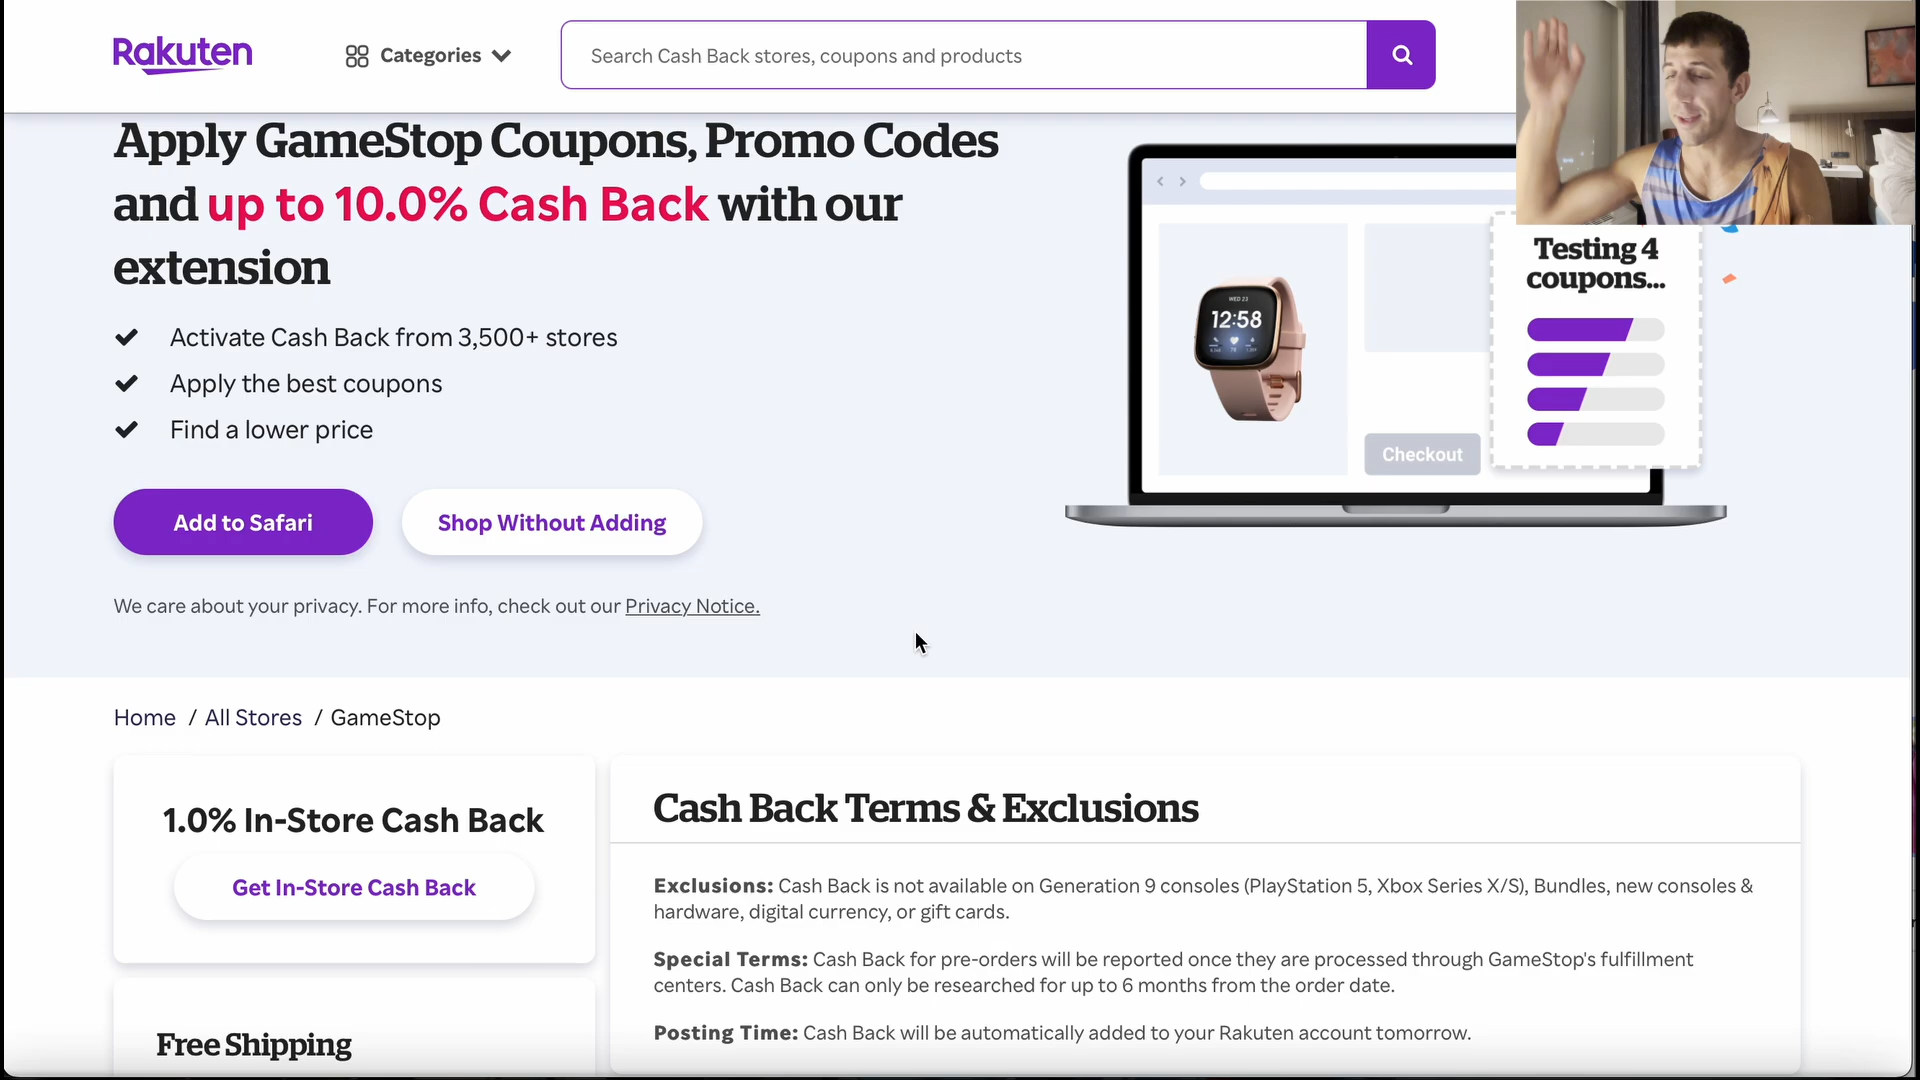 Rakuten
Categories
Search Cash Back stores, coupons and products
Apply GameStop Coupons, Promo Codes
and up to 10.0% Cash Back with our
extension
Activate Cash Back from 3,500+ stores
Apply the best coupons
Find a lower price
Add to Safari
Shop Without Adding
We care about your privacy. For more info, check out our Privacy Notice.
WED 23
12:58
Checkout
Testing 4
coupons...
Home / All Stores / GameStop
1.0% In-Store Cash Back
Get In-Store Cash Back
Free Shipping
Cash Back Terms & Exclusions
Exclusions: Cash Back is not available on Generation 9 consoles (PlayStation 5, Xbox Series X/S), Bundles, new consoles &
hardware, digital currency, or gift cards.
Special Terms: Cash Back for pre-orders will be reported once they are processed through GameStop's fulfillment
centers. Cash Back can only be researched for up to 6 months from the order date.
Posting Time: Cash Back will be automatically added to your Rakuten account tomorrow.